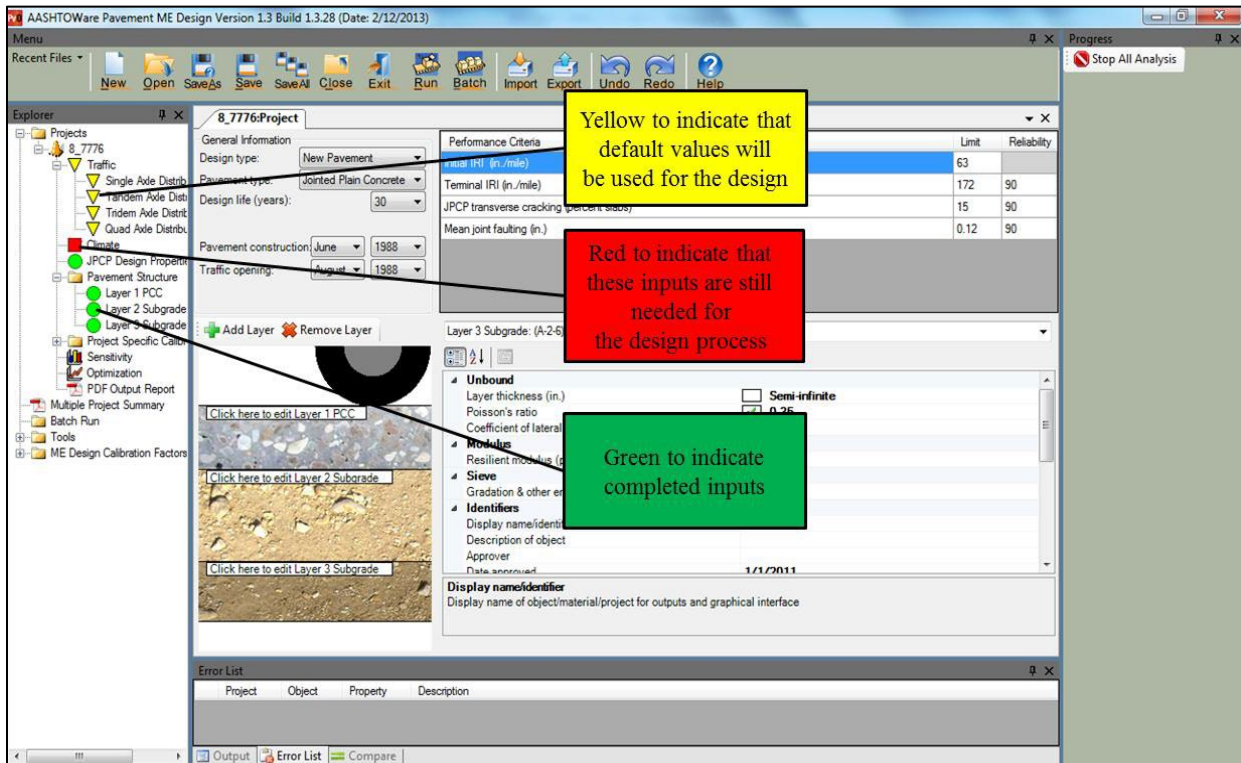 AASHTOWare Pavement ME Design Version 1.3 Build 1.3.28 (Date: 2/12/2013)
Menu
Recent Files
New Open SaveAs Save SaveAll Close Exit Run Batch Import Export Undo Redo Help
Progress
Stop All Analysis
Explorer
Projects
8_7776
Traffic
Single Axle Distrib
Tandem Axle Distr
Tridem Axle Distrib
Quad Axle Distribu
Climate
JPCP Design Propertie
Pavement Structure
Layer 1 PCC
Layer 2 Subgrade
Layer 3 Subgrade
Project Specific Calibr
Sensitivity
Optimization
PDF Output Report
Multiple Project Summary
Batch Run
Tools
ME Design Calibration Factors
8_7776:Project
General Information
Design type: New Pavement
Pavement type: Jointed Plain Concrete
Design life (years): 30
Pavement construction: June 1988
Traffic opening: August 1988
Performance Criteria Limit Reliability
Initial IRI (in./mile) 63
Terminal IRI (in./mile) 172 90
JPCP transverse cracking (percent slabs) 15 90
Mean joint faulting (in.) 0.12 90
Yellow to indicate that
default values will
be used for the design
Red to indicate that
these inputs are still
needed for
the design process
Green to indicate
completed inputs
Add Layer Remove Layer
Click here to edit Layer 1 PCC
Click here to edit Layer 2 Subgrade
Click here to edit Layer 3 Subgrade
Layer 3 Subgrade: (A-2-6)
Unbound
Layer thickness (in.) Semi-infinite
Poisson's ratio 0.35
Coefficient of lateral
Modulus
Resilient modulus (p
Sieve
Gradation & other en
Identifiers
Display name/identif
Description of object
Approver
Date approved 1/1/2011
Display name/identifier
Display name of object/material/project for outputs and graphical interface
Error List
Project Object Property Description
Output Error List Compare